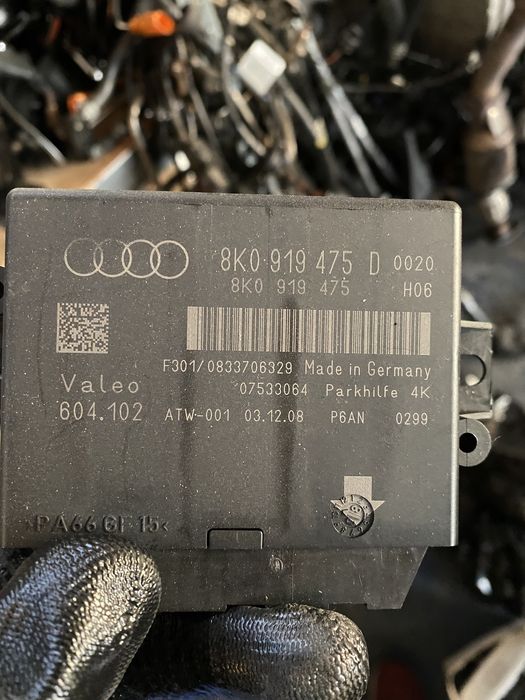 8K0 919 475 D 0020
8K0 919 475 H06
F301/0833706329 Made in Germany
Valeo 07533064 Parkhilfe 4K
604.102 ATW-001 03.12.08 P6AN 0299
>PA66 GF 15<